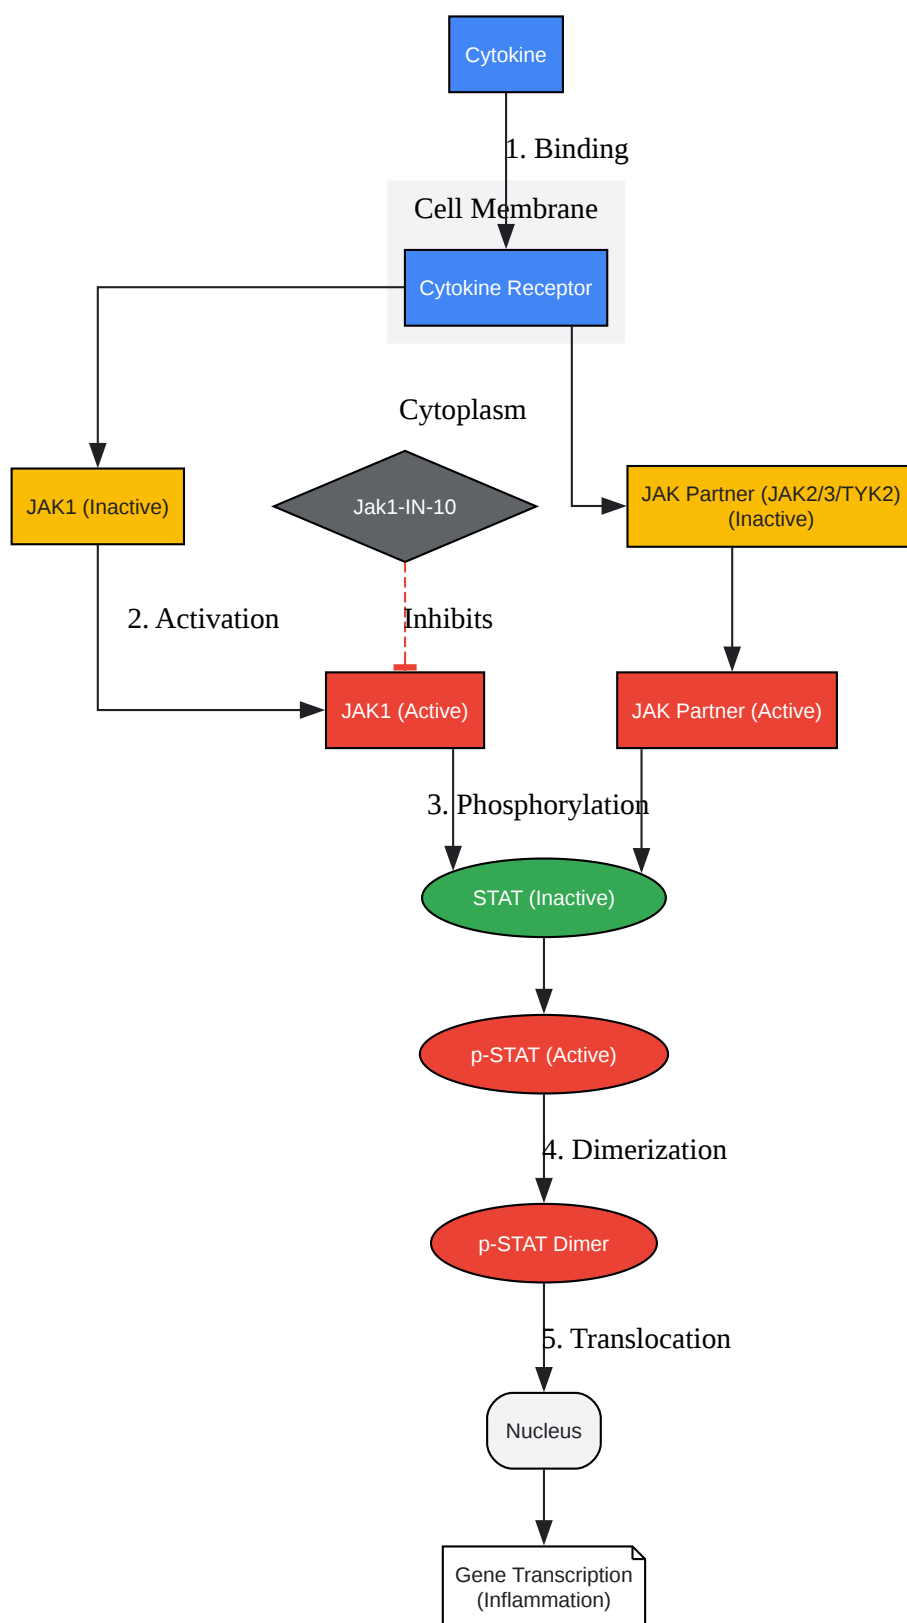 Cytokine
1. Binding
Cell Membrane
Cytokine Receptor
Cytoplasm
JAK1 (Inactive)
Jak1-IN-10
JAK Partner (JAK2/3/TYK2)
(Inactive)
2. Activation
Inhibits
JAK1 (Active)
JAK Partner (Active)
3. Phosphorylation
STAT (Inactive)
p-STAT (Active)
4. Dimerization
p-STAT Dimer
5. Translocation
Nucleus
Gene Transcription
(Inflammation)